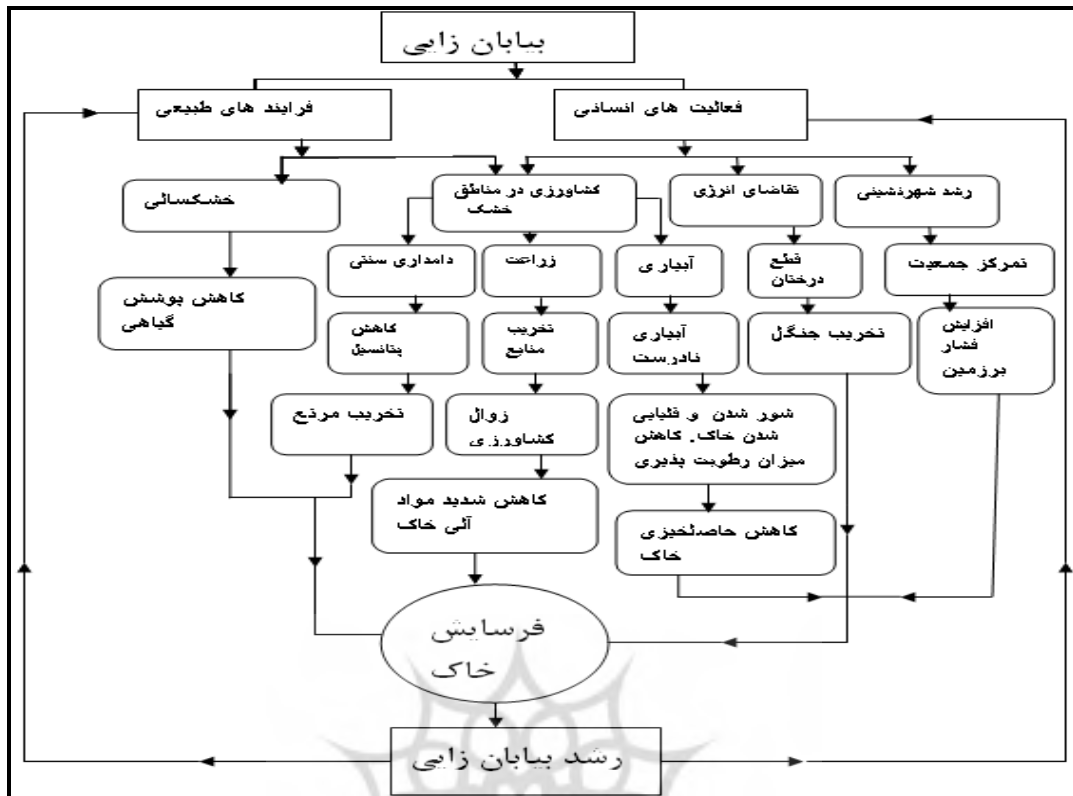 بیابان زایی
فعالیت های انسانی
فرایند های طبیعی
رشد شهرنشینی
تقاضای انرژی
کشاورزی در مناطق
خشک
خشکسالی
تمرکز جمعیت
قطع
درختان
آبیاری
زراعت
دامداری سنتی
کاهش پوشش
گیاهی
افزایش
فشار
برزمین
تخریب جنگل
آبیاری
نادرست
تخریب
منابع
کاهش
پتانسیل
شور شدن و قلیایی
شدن خاک. کاهش
میزان رطوبت پذیری
زوال
کشاورزی
تخریب مرتع
کاهش حاصلخیزی
خاک
کاهش شدید مواد
آلی خاک
فرسایش
خاک
رشد بیابان زایی